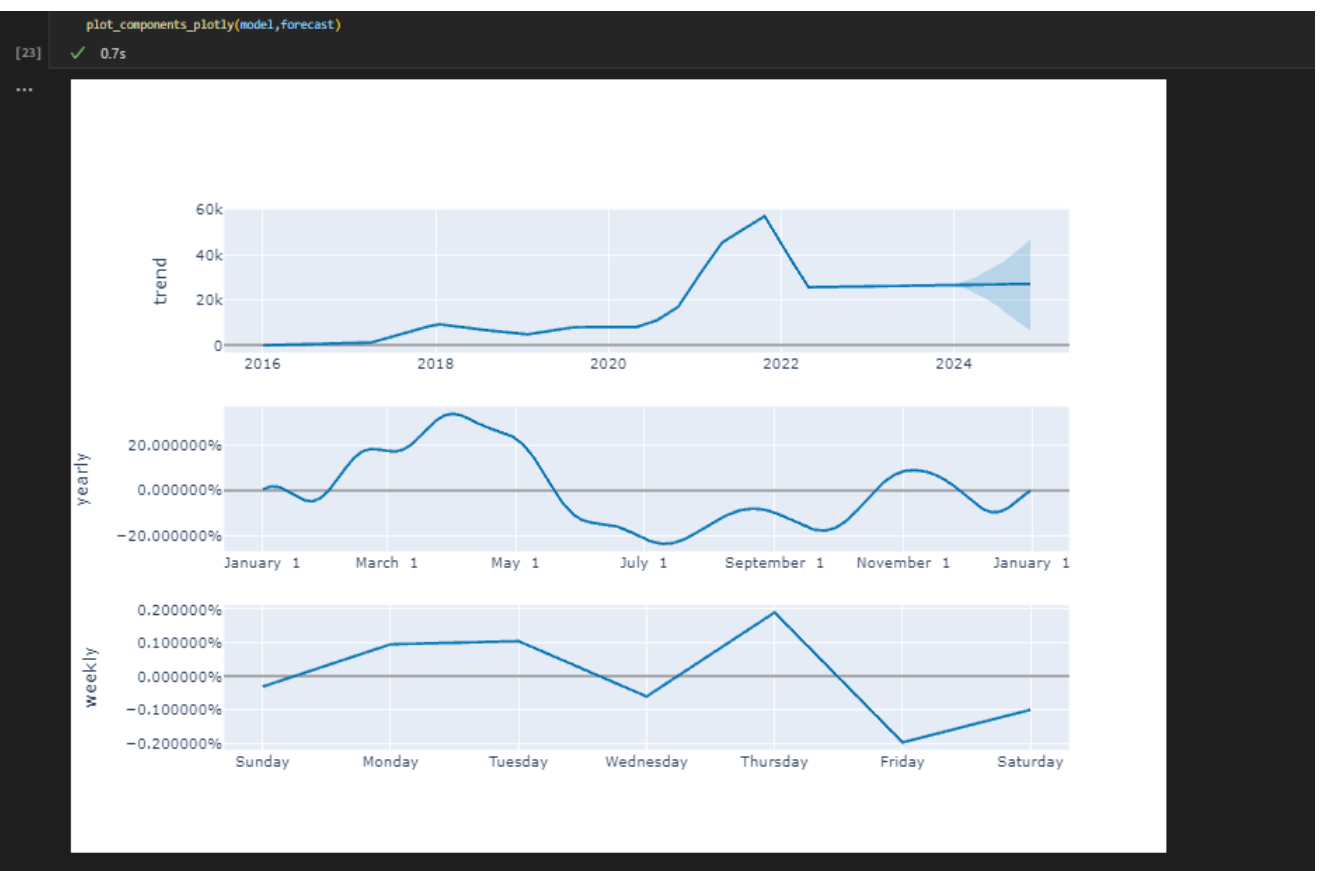 plot_components_plotly(model,forecast)
[23] ✓ 0.7s
...
60k
40k
20k
0
trend
2016 2018 2020 2022 2024
20.000000%
0.000000%
−20.000000%
yearly
January 1 March 1 May 1 July 1 September 1 November 1 January 1
0.200000%
0.100000%
0.000000%
−0.100000%
−0.200000%
weekly
Sunday Monday Tuesday Wednesday Thursday Friday Saturday